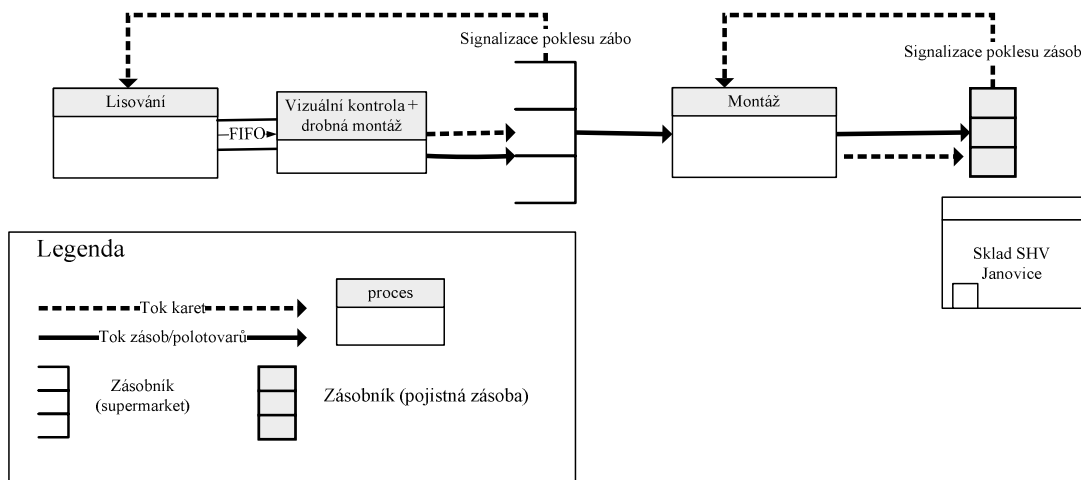 Signalizace poklesu zábo
Signalizace poklesu zásob
Lisování
FIFO
Vizuální kontrola +
drobná montáž
Montáž
Sklad SHV
Janovice
Legenda
Tok karet
Tok zásob/polotovarů
proces
Zásobník
(supermarket)
Zásobník (pojistná zásoba)